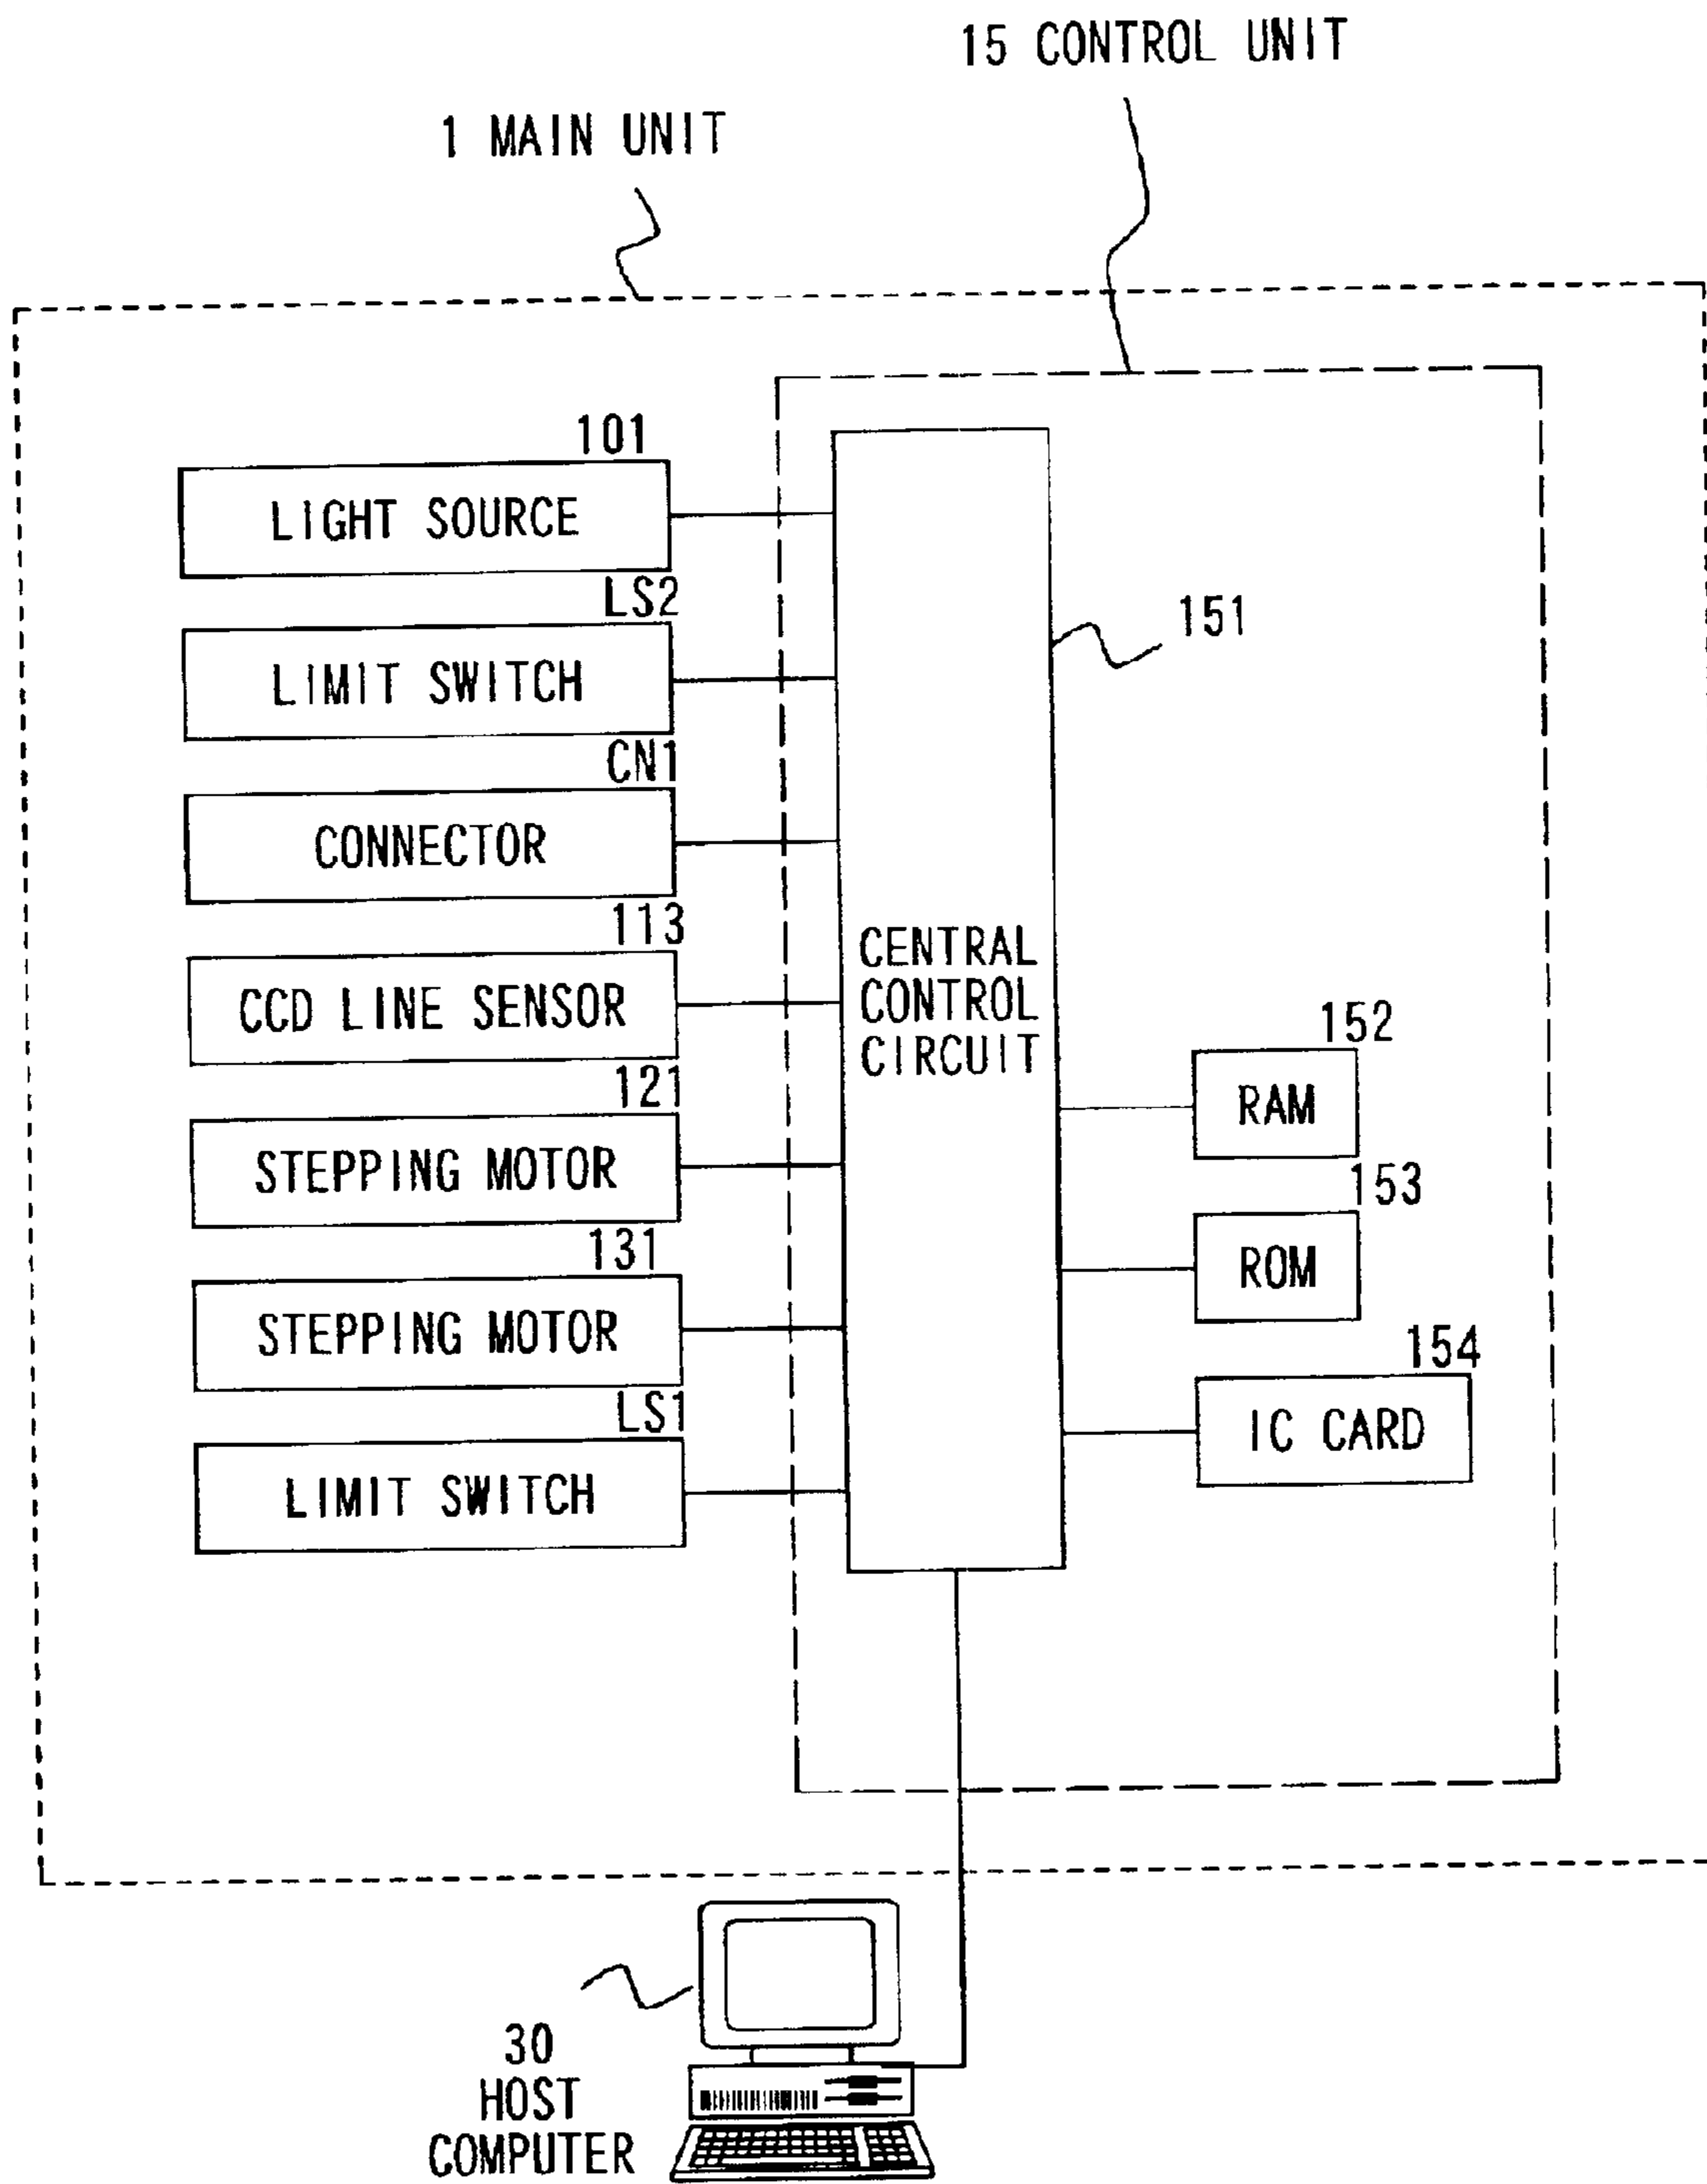 15 CONTROL UNIT
1 MAIN UNIT
101
LIGHT SOURCE
LS2
LIMIT SWITCH
151
CN1
CONNECTOR
113
CCD LINE SENSOR
CENTRAL
CONTROL
CIRCUIT
121
STEPPING MOTOR
131
STEPPING MOTOR
LS1
LIMIT SWITCH
152
RAM
153
ROM
154
IC CARD
30
HOST
COMPUTER